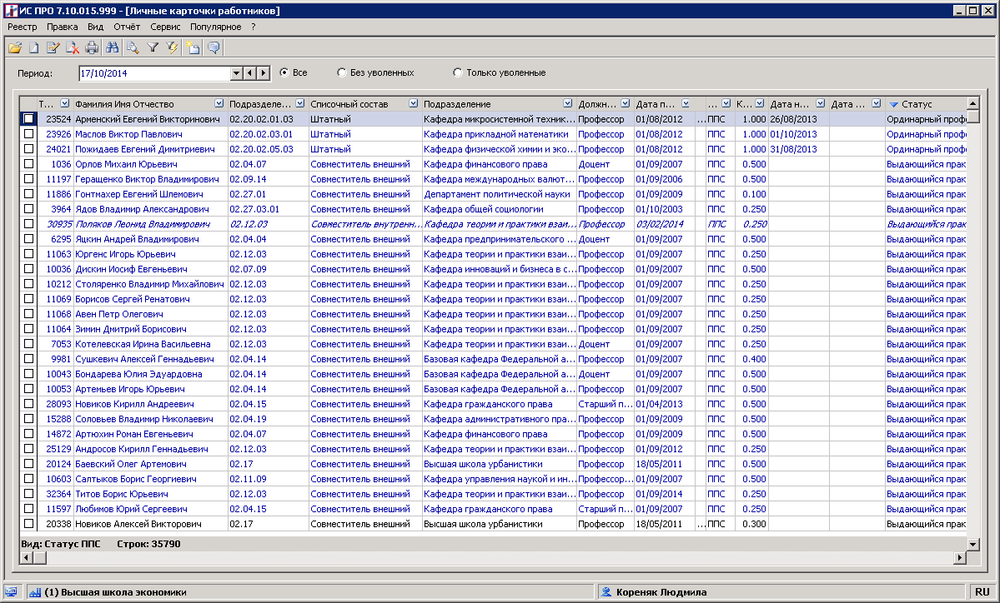 ИС ПРО 7.10.015.999 - [Личные карточки работников]
Реестр Правка Вид Отчёт Сервис Популярное ?
Период: 17/10/2014 Все Без уволенных Только уволенные
Т... Фамилия Имя Отчество Подразделе... Списочный состав Подразделение Должн... Дата п... ... К... Дата н... Дата ... Статус
23524 Арменский Евгений Викторинович 02.20.02.01.03 Штатный Кафедра микросистемной техник... Профессор 01/08/2012 ... ППС 1.000 26/08/2013 Ординарный проф
23926 Маслов Виктор Павлович 02.20.02.03.01 Штатный Кафедра прикладной математики Профессор 01/08/2012 ППС 1.000 01/10/2013 Ординарный проф
24021 Пожидаев Евгений Димитриевич 02.20.02.05.03 Штатный Кафедра физической химии и эко... Профессор 01/08/2012 ППС 1.000 31/08/2013 Ординарный проф
1036 Орлов Михаил Юрьевич 02.04.07 Совместитель внешний Кафедра финансового права Доцент 01/09/2007 ППС 0.500 Выдающийся прак
11197 Геращенко Виктор Владимирович 02.09.14 Совместитель внешний Кафедра международных валют... Профессор 01/09/2006 ППС 0.500 Выдающийся прак
11886 Гонтмахер Евгений Шлемович 02.27.01 Совместитель внешний Департамент политической науки Профессор 01/09/2009 ППС 0.100 Выдающийся прак
3964 Ядов Владимир Александрович 02.27.03.01 Совместитель внешний Кафедра общей социологии Профессор 01/10/2003 ППС 0.250 Выдающийся прак
30935 Поляков Леонид Владимирович 02.12.03 Совместитель внутренн... Кафедра теории и практики взаи... Профессор 03/02/2014 ППС 0.250 Выдающийся прак
6295 Яцкин Андрей Владимирович 02.04.04 Совместитель внешний Кафедра предпринимательского ... Доцент 01/09/2007 ППС 0.500 Выдающийся прак
11063 Юргенс Игорь Юрьевич 02.12.03 Совместитель внешний Кафедра теории и практики взаи... Профессор 01/09/2007 ППС 0.250 Выдающийся прак
10036 Дискин Иосиф Евгеньевич 02.07.09 Совместитель внешний Кафедра инноваций и бизнеса в с... Профессор 01/09/2007 ППС 0.500 Выдающийся прак
10212 Столяренко Владимир Михайлович 02.12.03 Совместитель внешний Кафедра теории и практики взаи... Профессор 01/09/2007 ППС 0.250 Выдающийся прак
11069 Борисов Сергей Ренатович 02.12.03 Совместитель внешний Кафедра теории и практики взаи... Профессор 01/09/2007 ППС 0.250 Выдающийся прак
11068 Авен Петр Олегович 02.12.03 Совместитель внешний Кафедра теории и практики взаи... Профессор 01/09/2007 ППС 0.250 Выдающийся прак
11064 Зимин Дмитрий Борисович 02.12.03 Совместитель внешний Кафедра теории и практики взаи... Профессор 01/09/2007 ППС 0.250 Выдающийся прак
7053 Котелевская Ирина Васильевна 02.12.03 Совместитель внешний Кафедра теории и практики взаи... Доцент 01/09/2007 ППС 0.250 Выдающийся прак
9981 Сушкевич Алексей Геннадьевич 02.04.14 Совместитель внешний Базовая кафедра Федеральной а... Профессор 01/09/2007 ППС 0.400 Выдающийся прак
10043 Бондарева Юлия Эдуардовна 02.04.14 Совместитель внешний Базовая кафедра Федеральной а... Доцент 01/09/2007 ППС 0.500 Выдающийся прак
10053 Артемьев Игорь Юрьевич 02.04.14 Совместитель внешний Базовая кафедра Федеральной а... Профессор 01/09/2007 ППС 0.500 Выдающийся прак
28093 Новиков Кирилл Андреевич 02.04.15 Совместитель внешний Кафедра гражданского права Старший п... 01/04/2013 ППС 0.500 Выдающийся прак
15288 Соловьев Владимир Николаевич 02.04.19 Совместитель внешний Кафедра административного пра... Профессор 01/09/2009 ППС 0.500 Выдающийся прак
14872 Артюхин Роман Евгеньевич 02.04.07 Совместитель внешний Кафедра финансового права Профессор 01/09/2009 ППС 0.500 Выдающийся прак
25129 Андросов Кирилл Геннадьевич 02.12.03 Совместитель внешний Кафедра теории и практики взаи... Профессор 01/09/2012 ППС 0.250 Выдающийся прак
20124 Баевский Олег Артемович 02.17 Совместитель внешний Высшая школа урбанистики Профессор 18/05/2011 ППС 0.500 Выдающийся прак
10603 Салтыков Борис Георгиевич 02.11.09 Совместитель внешний Кафедра управления наукой и ин... Профессор... 01/09/2007 ППС 0.500 Выдающийся прак
32364 Титов Борис Юрьевич 02.12.03 Совместитель внешний Кафедра теории и практики взаи... Профессор 01/09/2014 ППС 0.250 Выдающийся прак
11597 Любимов Юрий Сергеевич 02.04.15 Совместитель внешний Кафедра гражданского права Старший п... 01/09/2007 ППС 0.250 Выдающийся прак
20338 Новиков Алексей Викторович 02.17 Совместитель внешний Высшая школа урбанистики Профессор 18/05/2011 ... ППС 0.300 Выдающийся прак
Вид: Статус ППС Строк: 35790
(1) Высшая школа экономики Кореняк Людмила RU